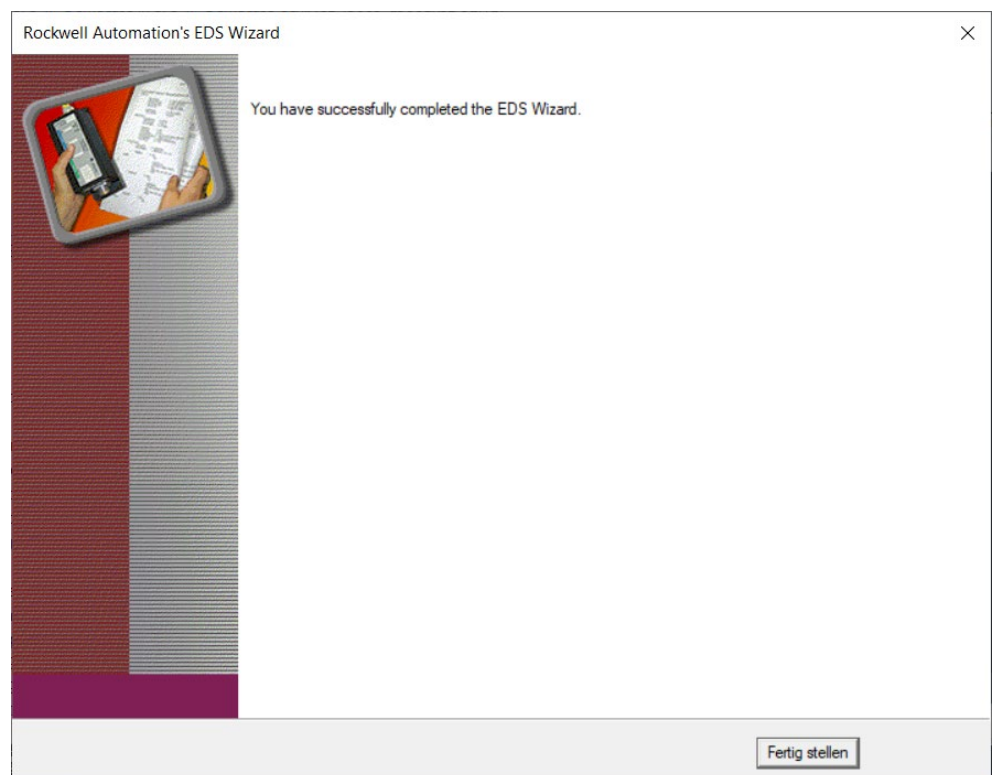 Rockwell Automation's EDS Wizard
You have successfully completed the EDS Wizard.
Fertig stellen